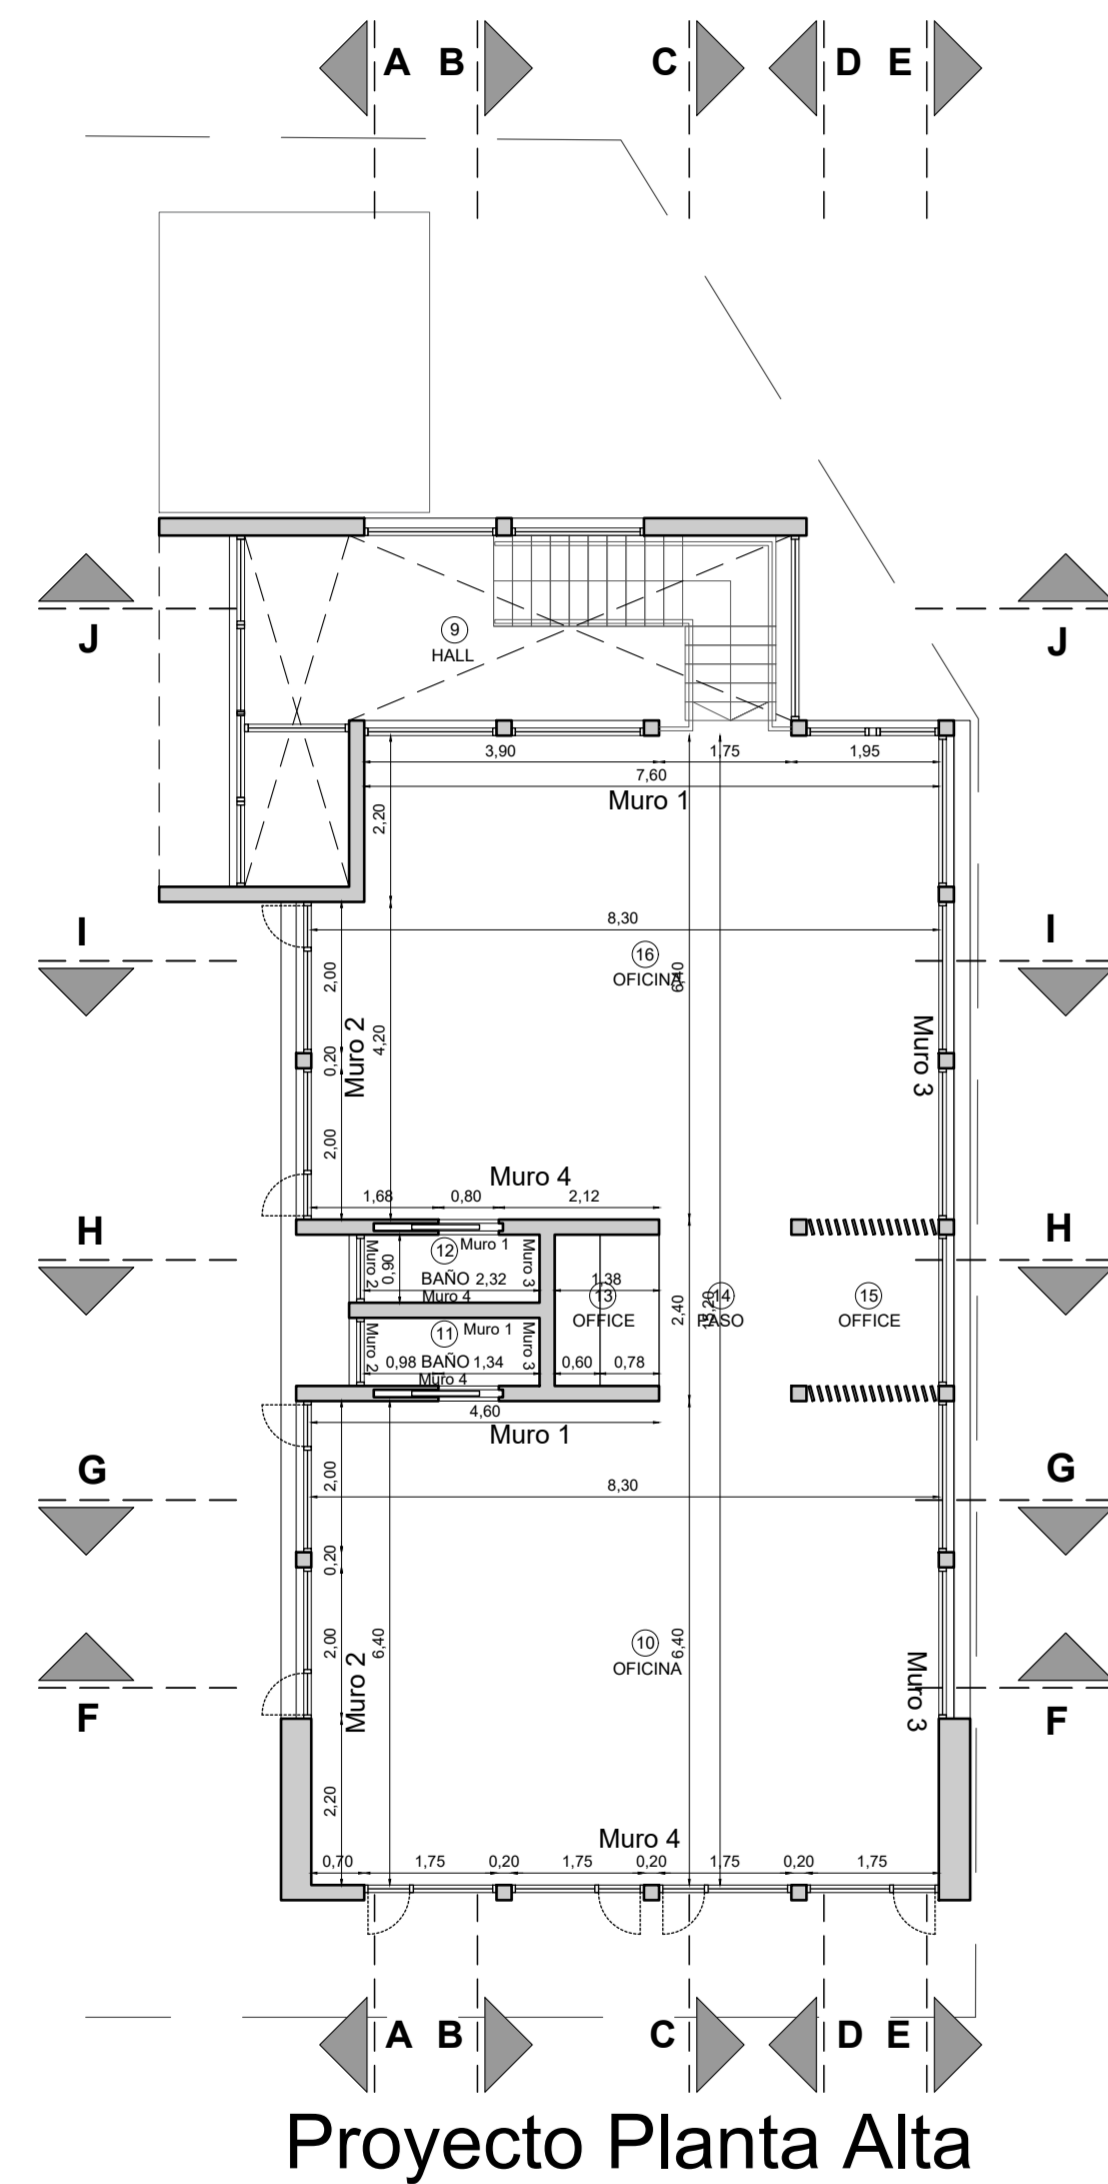 A B C D E
J J
9
HALL
3,90 1,75 1,95
7,60
Muro 1
2,20
I I
8,30
16
OFICINA
6,40
2,00
4,20
0,20
Muro 2
Muro 3
2,00
Muro 4
1,68 0,80 2,12
H H
12
Muro 1
Muro 2
0,90
Muro 3
BAÑO 2,32
Muro 4
1,38
13
OFFICE
2,40
14
PASO
15,20
15
OFFICE
11
Muro 1
Muro 2
0,98 BAÑO 1,34
Muro 3
Muro 4
0,60 0,78
4,60
Muro 1
G G
2,00
8,30
0,20
2,00
6,40
Muro 2
10
OFICINA
6,40
Muro 3
F F
2,20
Muro 4
0,70 1,75 0,20 1,75 0,20 1,75 0,20 1,75
A B C D E
Proyecto Planta Alta